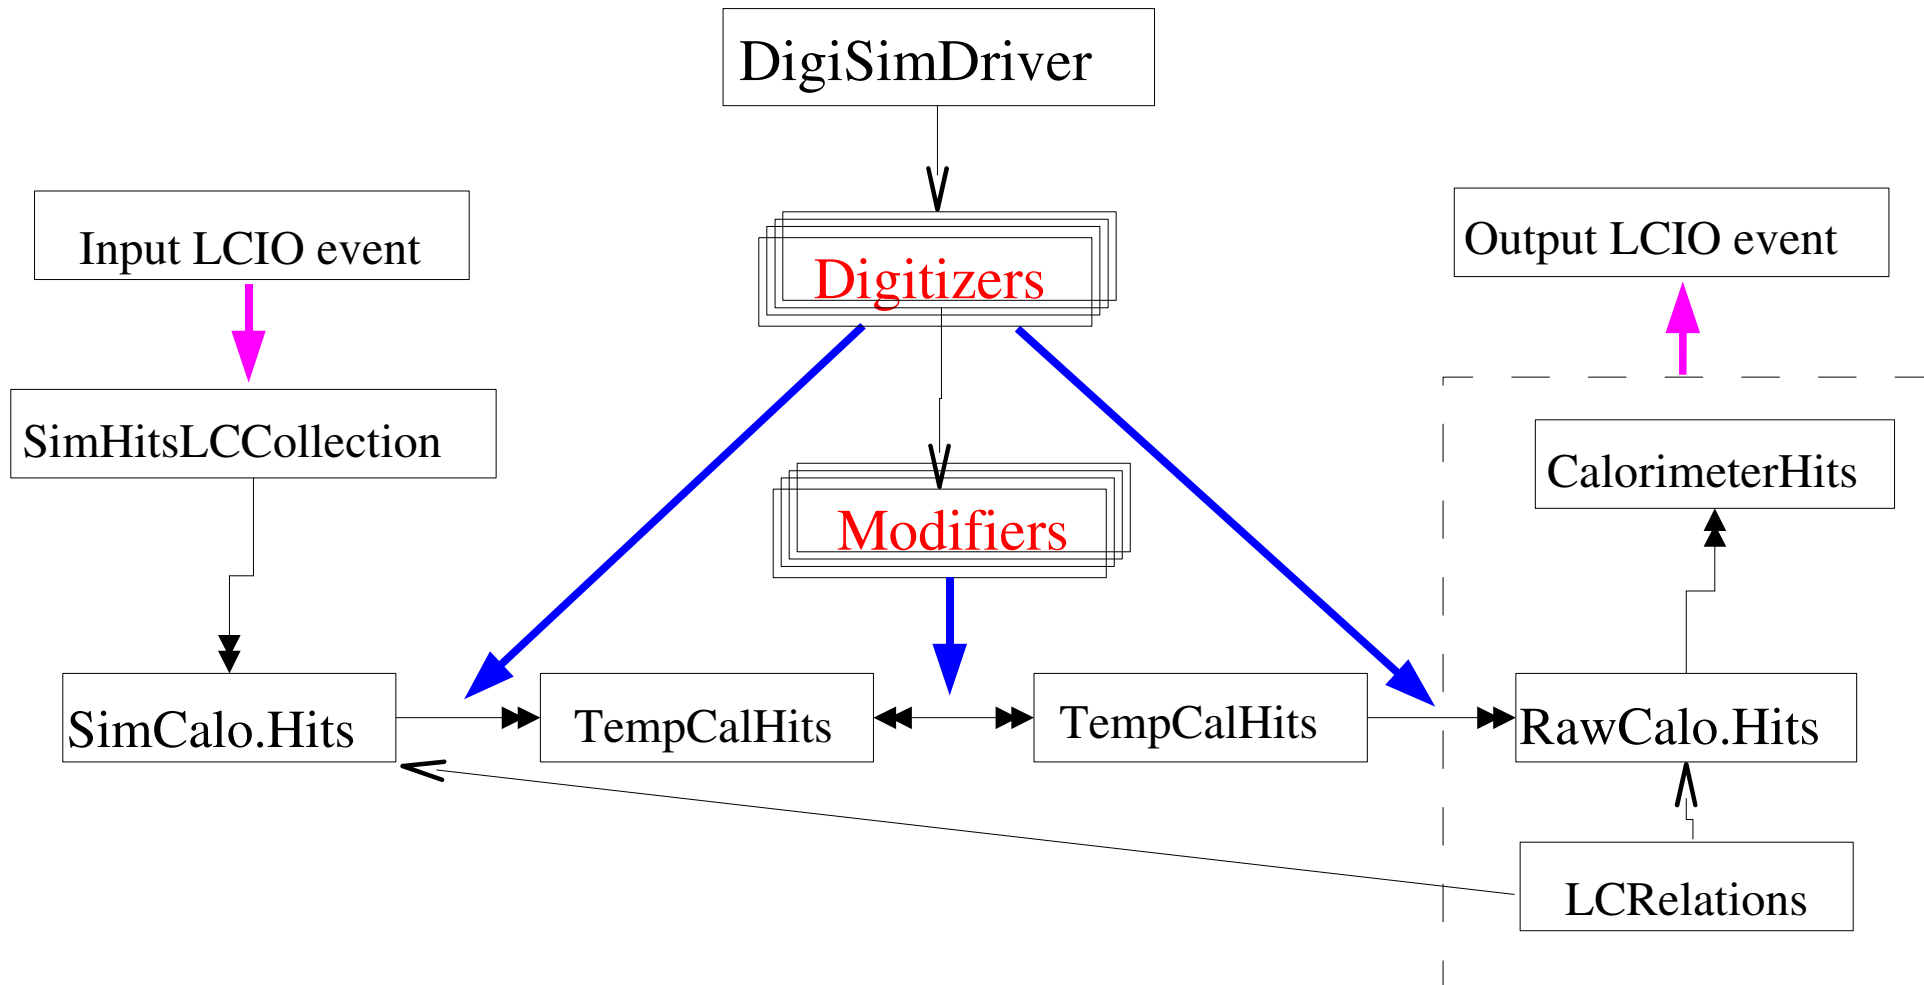 DigiSimDriver
Input LCIO event
Output LCIO event
Digitizers
SimHitsLCCollection
CalorimeterHits
Modifiers
SimCalo.Hits
TempCalHits
TempCalHits
RawCalo.Hits
LCRelations